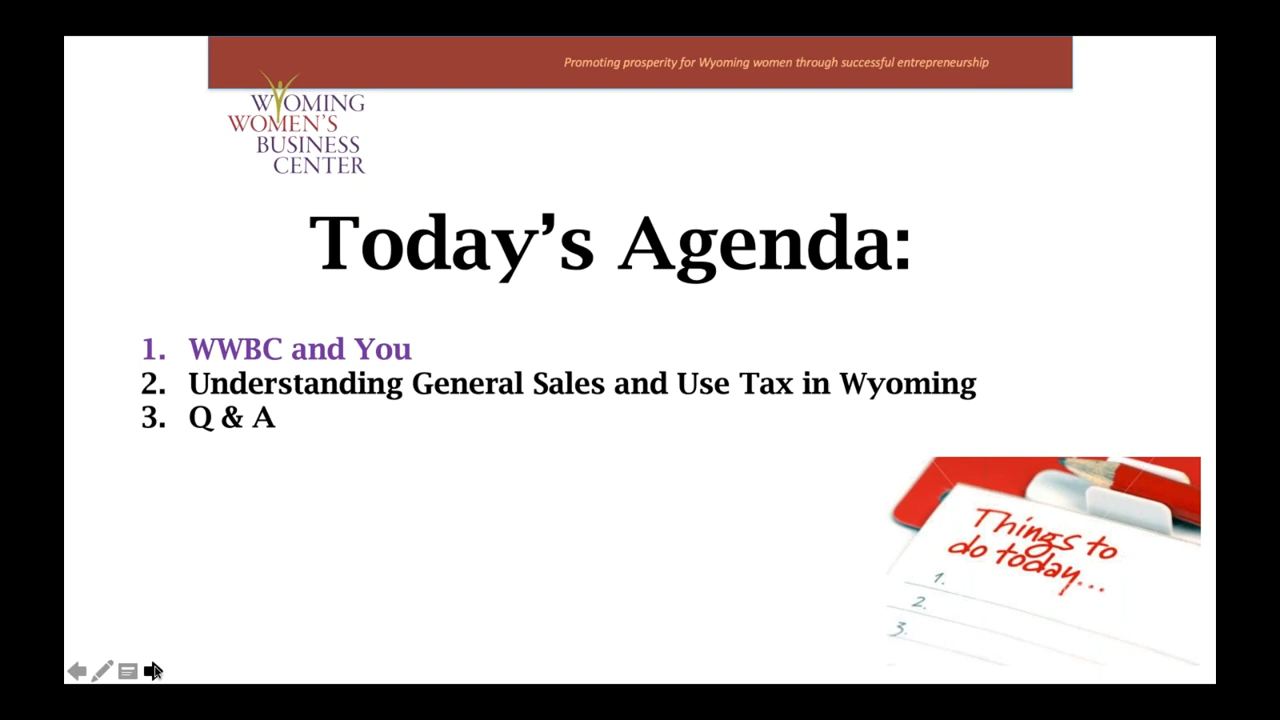 Promoting prosperity for Wyoming women through successful entrepreneurship
WYOMING
WOMEN'S
BUSINESS
CENTER
Today’s Agenda:
1. WWBC and You
2. Understanding General Sales and Use Tax in Wyoming
3. Q & A
Things to
do today...
1.
2.
3.